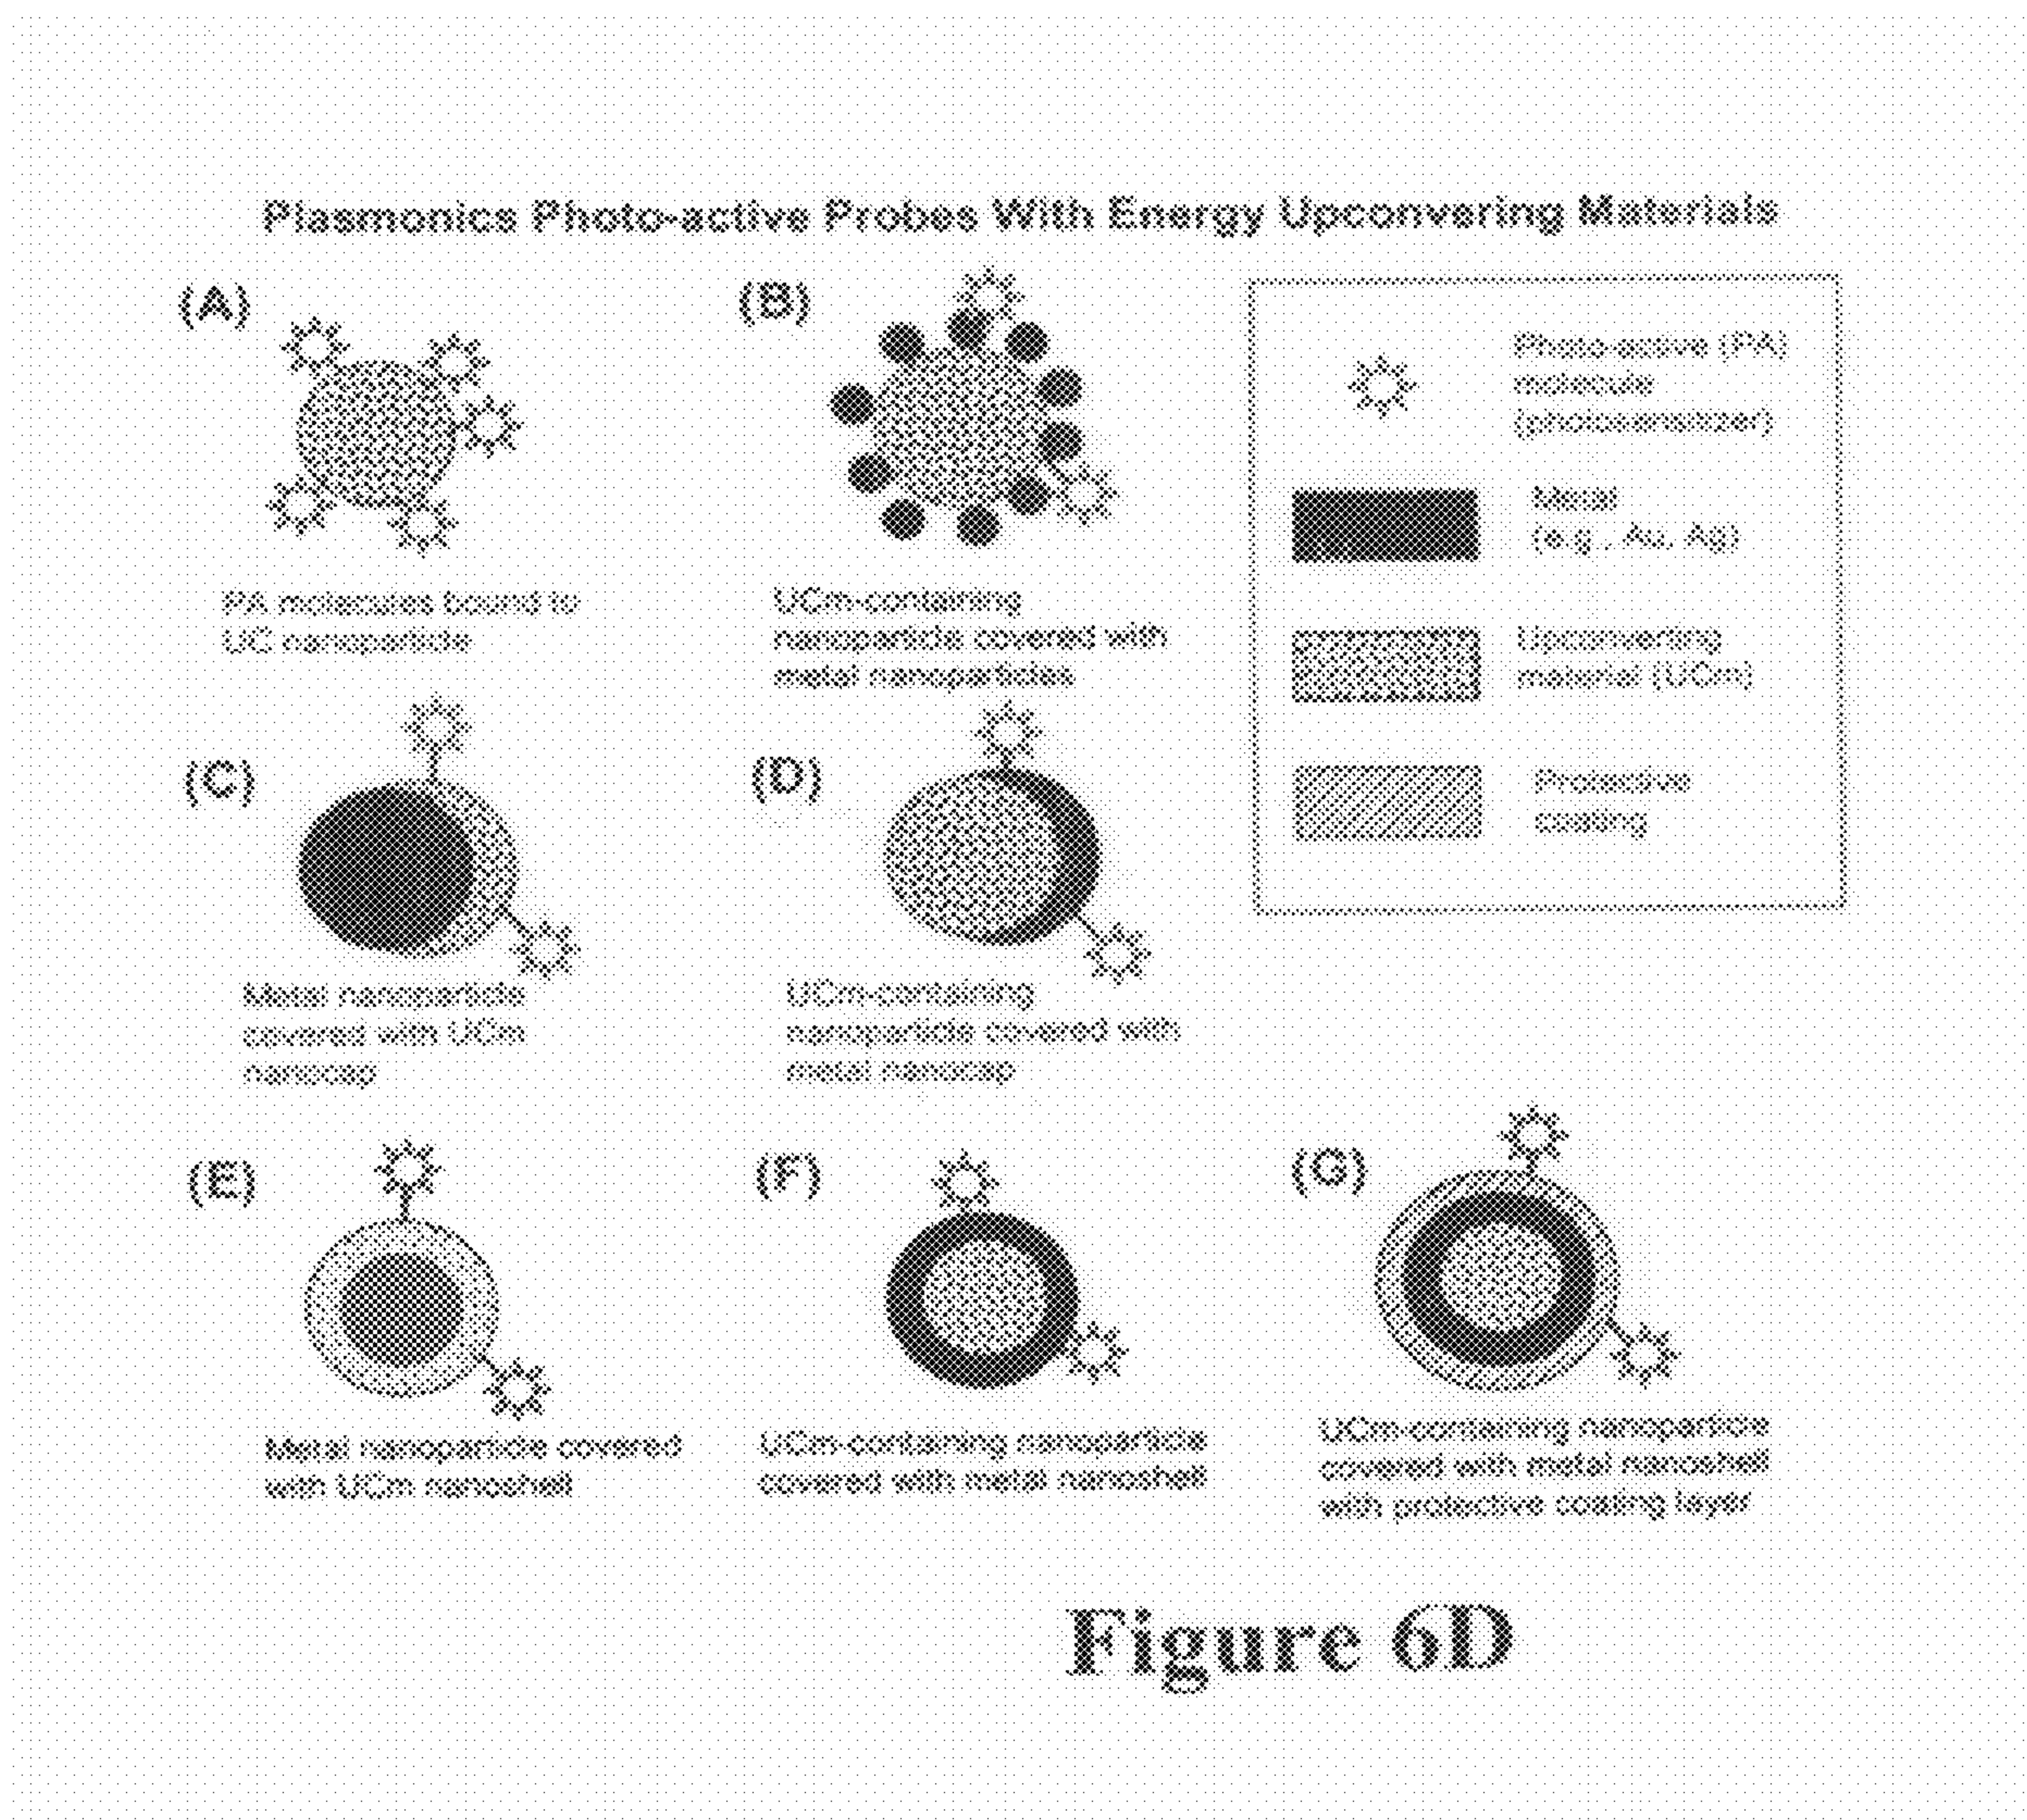 Plasmonics Photo-active Probes With Energy Upconvering Materials
(A)
(B)
Photo-active (PA)
molecule
(photosensitizer)
Metal
(e.g., Au, Ag)
Upconvering
material (UCm)
Protective
coating
PA molecules bound to
UC nanoparticle
UCm-containing
nanoparticle covered with
metal nanoparticles
(C)
(D)
Metal nanoparticle
covered with UCm
nanocap
UCm-containing
nanoparticle covered with
metal nanocap
(E)
(F)
(G)
Metal nanoparticle covered
with UCm nanoshell
UCm-containing nanoparticle
covered with metal nanoshell
UCm-containing nanoparticle
covered with metal nanoshell
with protective coating layer
Figure 6D